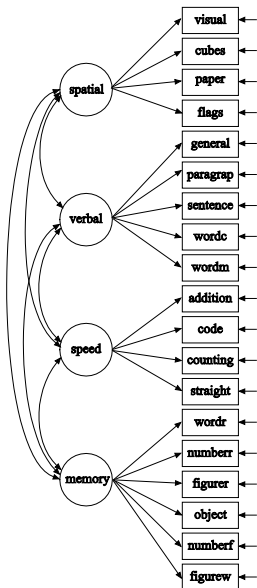 visual
cubes
paper
spatial
flags
general
paragrap
sentence
verbal
wordc
wordm
addition
code
speed
counting
straight
wordr
numberr
memory
figurer
object
numberf
figurew